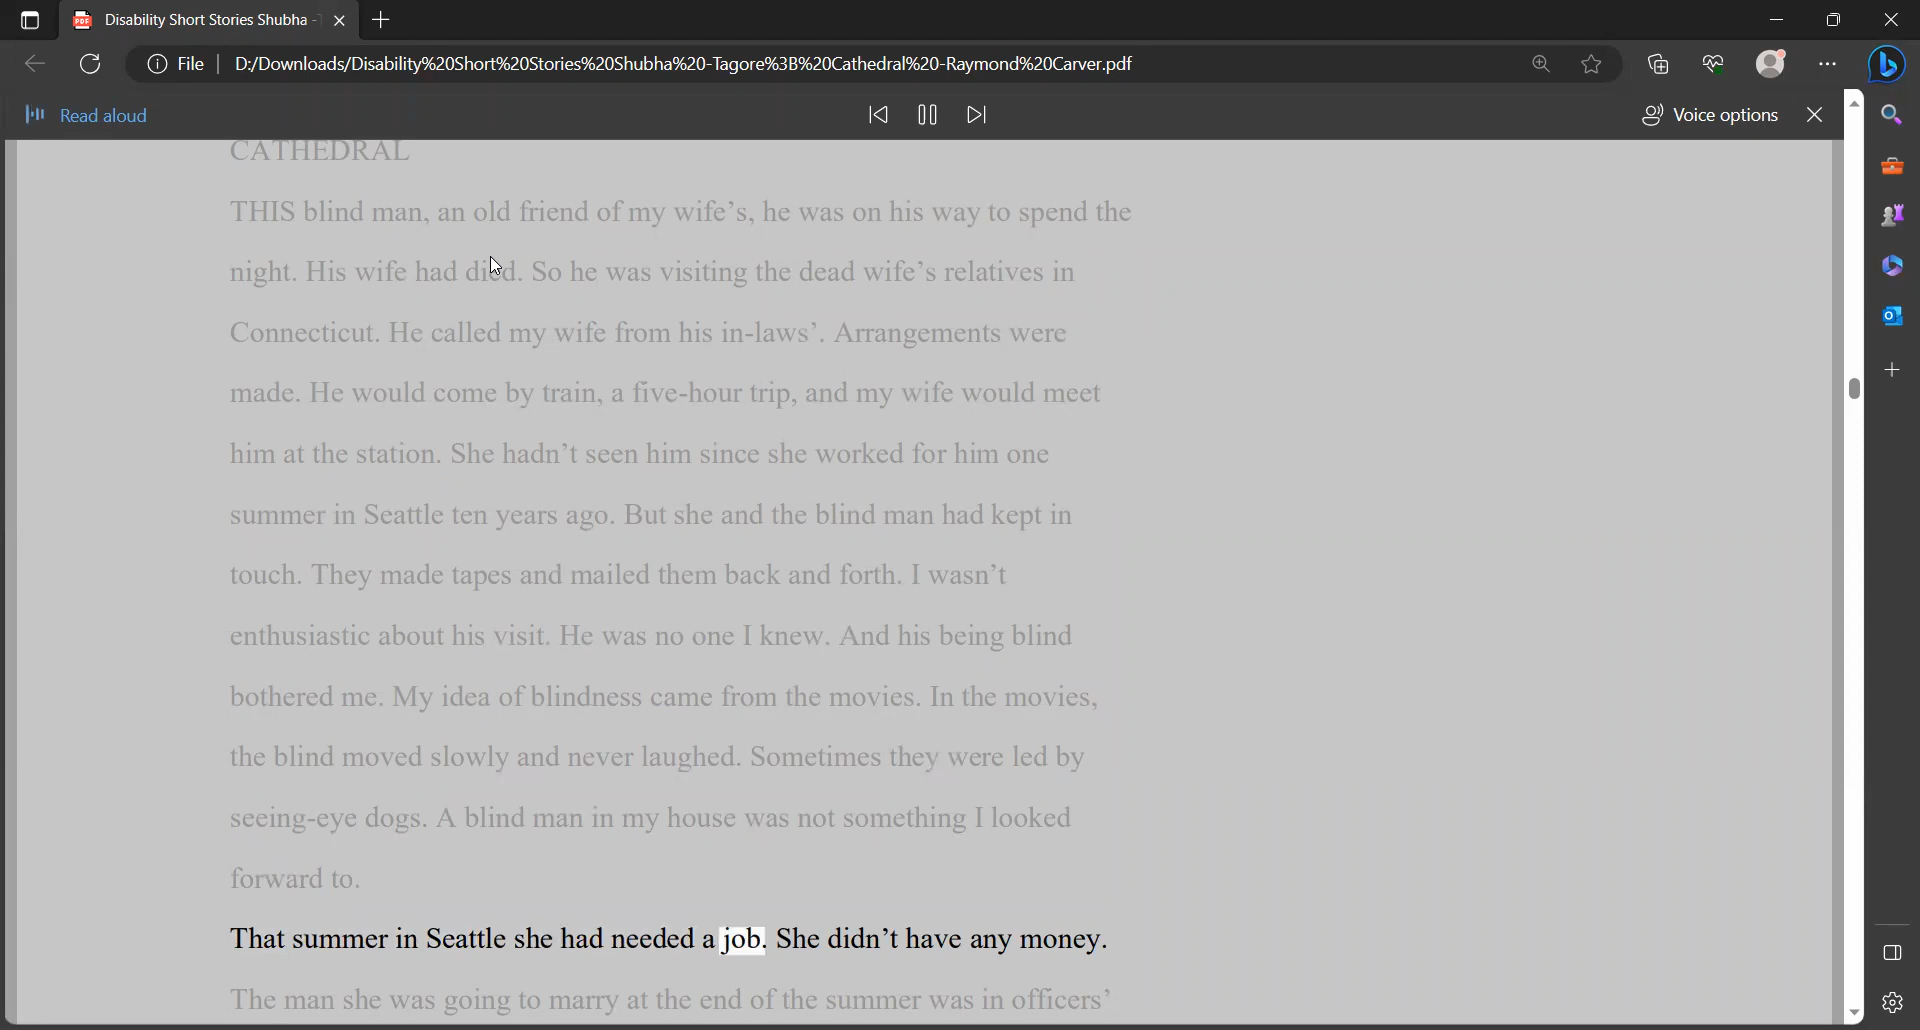 Disability Short Stories Shubha -
File
D:/Downloads/Disability%20Short%20Stories%20Shubha%20-Tagore%3B%20Cathedral%20-Raymond%20Carver.pdf
Read aloud
Voice options
CATHEDRAL
THIS blind man, an old friend of my wife’s, he was on his way to spend the
night. His wife had died. So he was visiting the dead wife’s relatives in
Connecticut. He called my wife from his in-laws’. Arrangements were
made. He would come by train, a five-hour trip, and my wife would meet
him at the station. She hadn’t seen him since she worked for him one
summer in Seattle ten years ago. But she and the blind man had kept in
touch. They made tapes and mailed them back and forth. I wasn’t
enthusiastic about his visit. He was no one I knew. And his being blind
bothered me. My idea of blindness came from the movies. In the movies,
the blind moved slowly and never laughed. Sometimes they were led by
seeing-eye dogs. A blind man in my house was not something I looked
forward to.
That summer in Seattle she had needed a job. She didn’t have any money.
The man she was going to marry at the end of the summer was in officers’